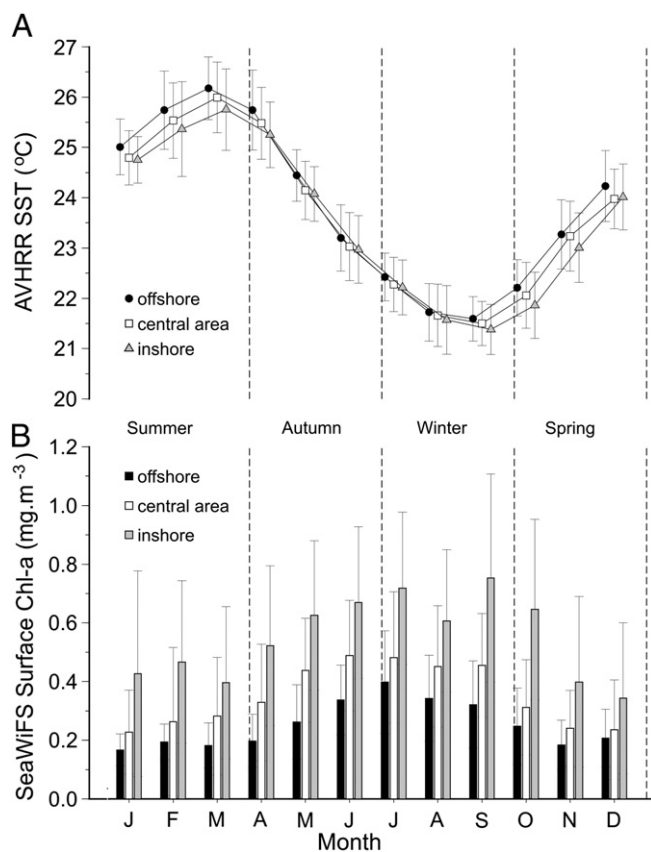 A
AVHRR SST (ºC)
27
26
25
24
23
22
21
20
offshore
central area
inshore
B
Summer Autumn Winter Spring
SeaWiFS Surface Chl-a (mg.m⁻³)
1.2
1.0
0.8
0.6
0.4
0.2
0.0
offshore
central area
inshore
J F M A M J J A S O N D
Month